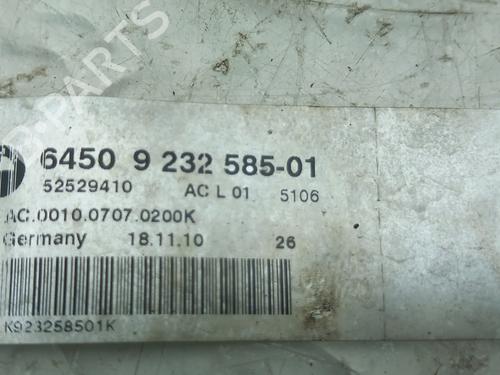 6450 9 232 585-01
52529410 AC L 01 5106
AC.0010.0707.0200K
Germany 18.11.10 26
K923258501K